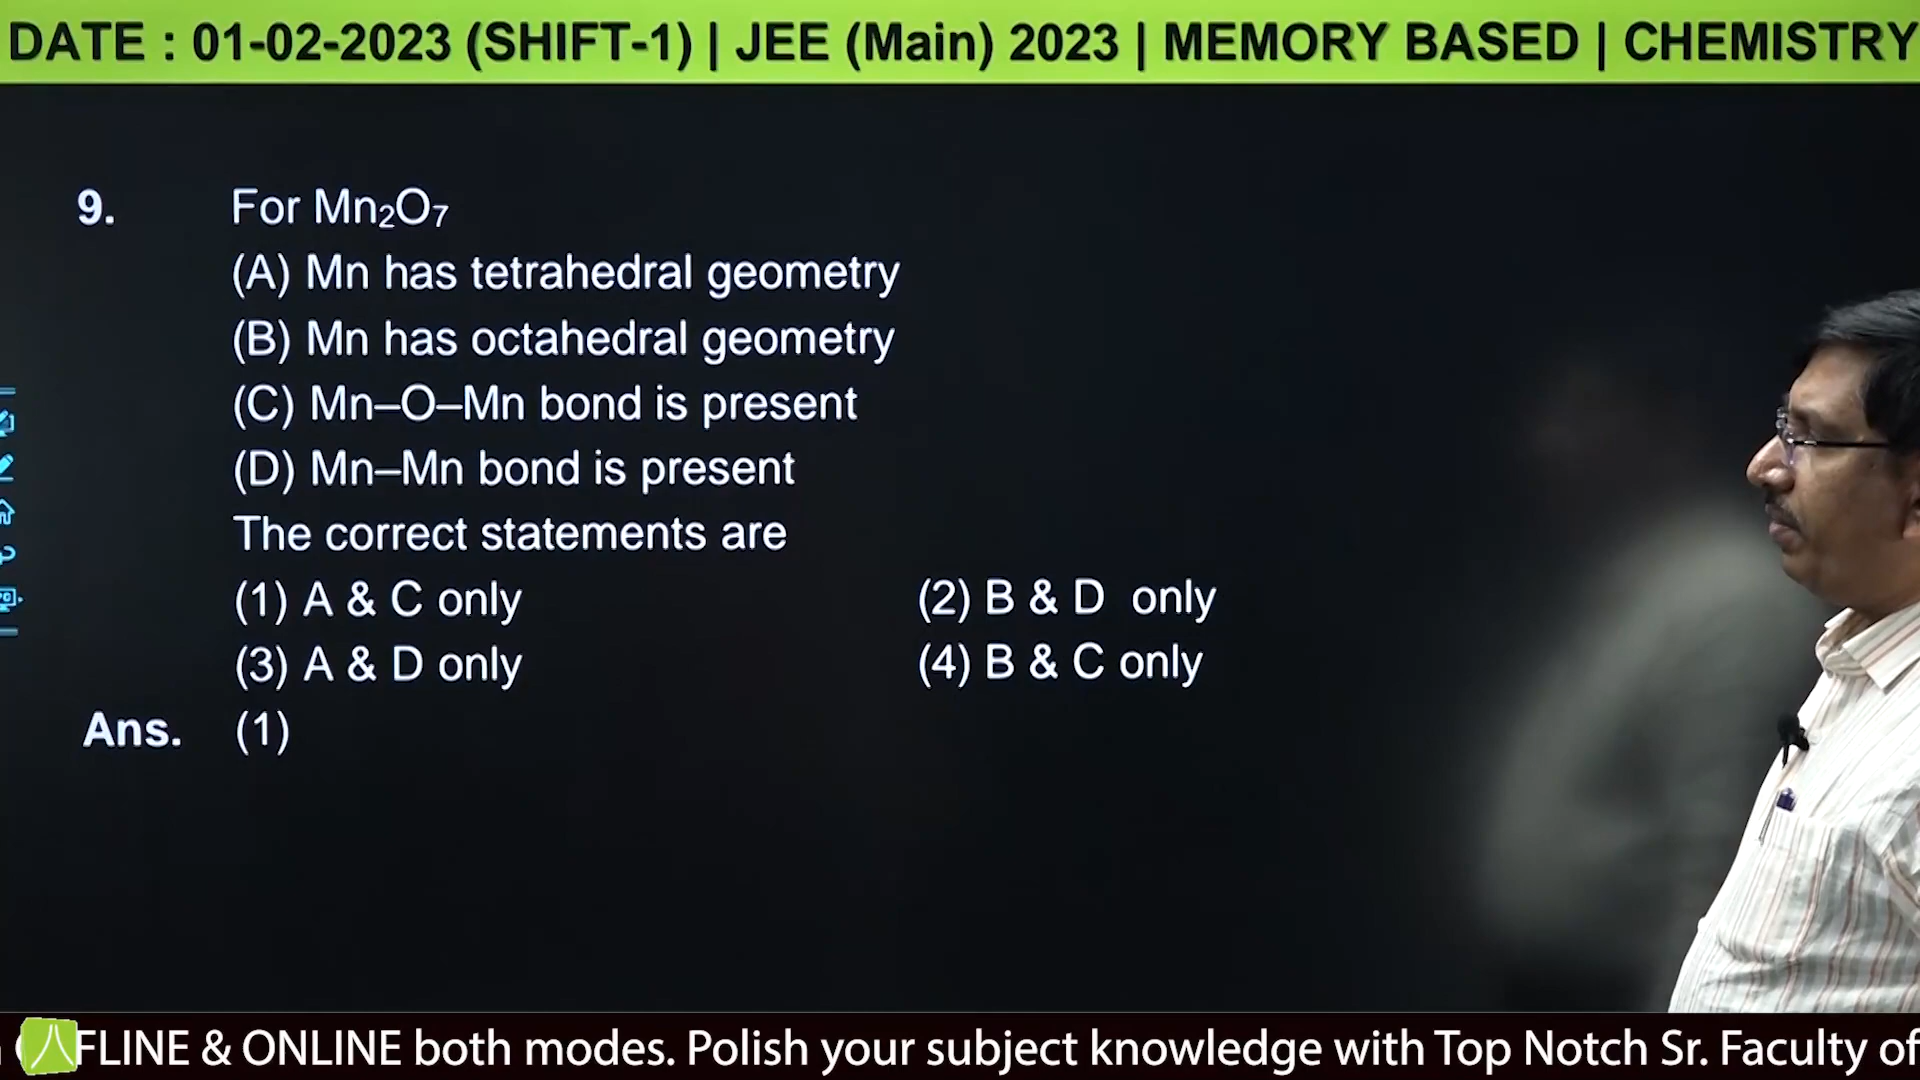 DATE : 01-02-2023 (SHIFT-1) | JEE (Main) 2023 | MEMORY BASED | CHEMISTRY
9. For Mn₂O₇
(A) Mn has tetrahedral geometry
(B) Mn has octahedral geometry
(C) Mn–O–Mn bond is present
(D) Mn–Mn bond is present
The correct statements are
(1) A & C only (2) B & D only
(3) A & D only (4) B & C only
Ans. (1)
FLINE & ONLINE both modes. Polish your subject knowledge with Top Notch Sr. Faculty of